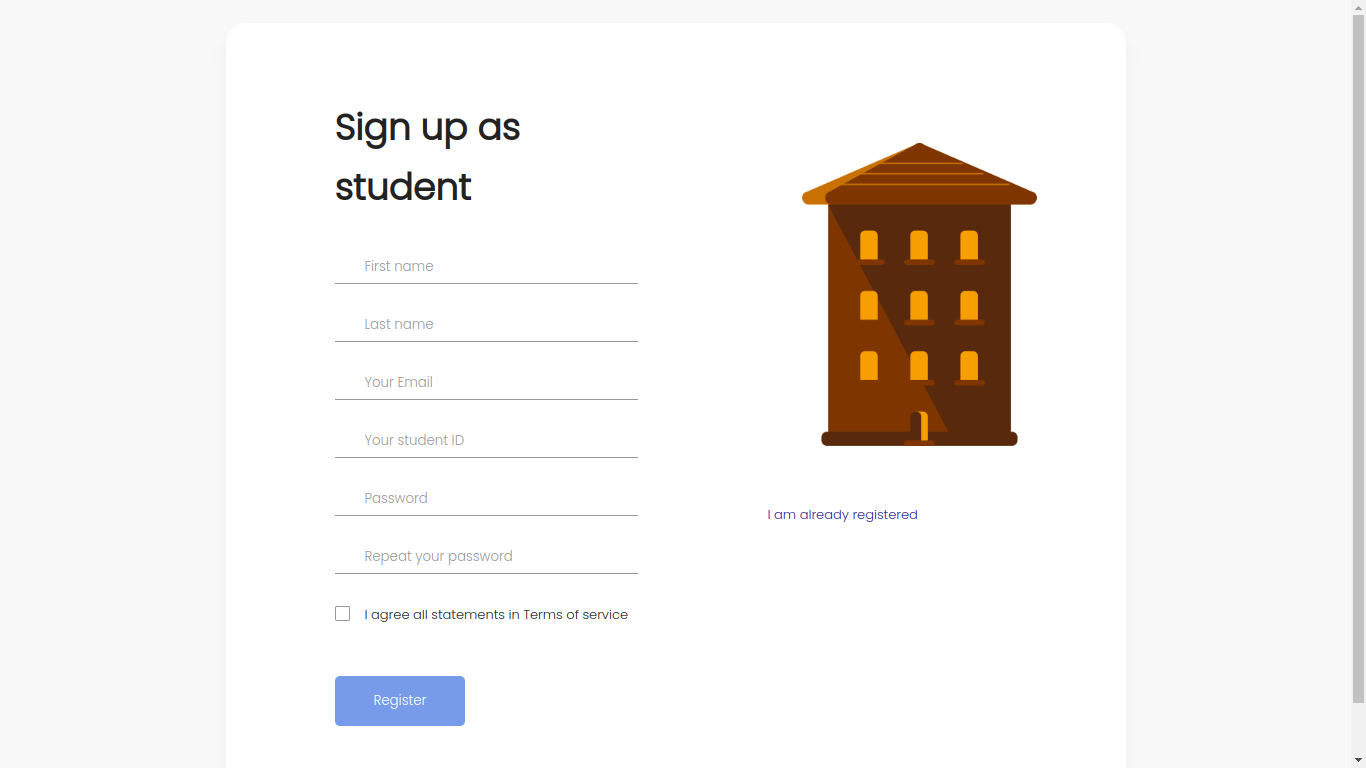 Sign up as
student
First name
Last name
Your Email
Your student ID
Password
Repeat your password
I agree all statements in Terms of service
Register
I am already registered